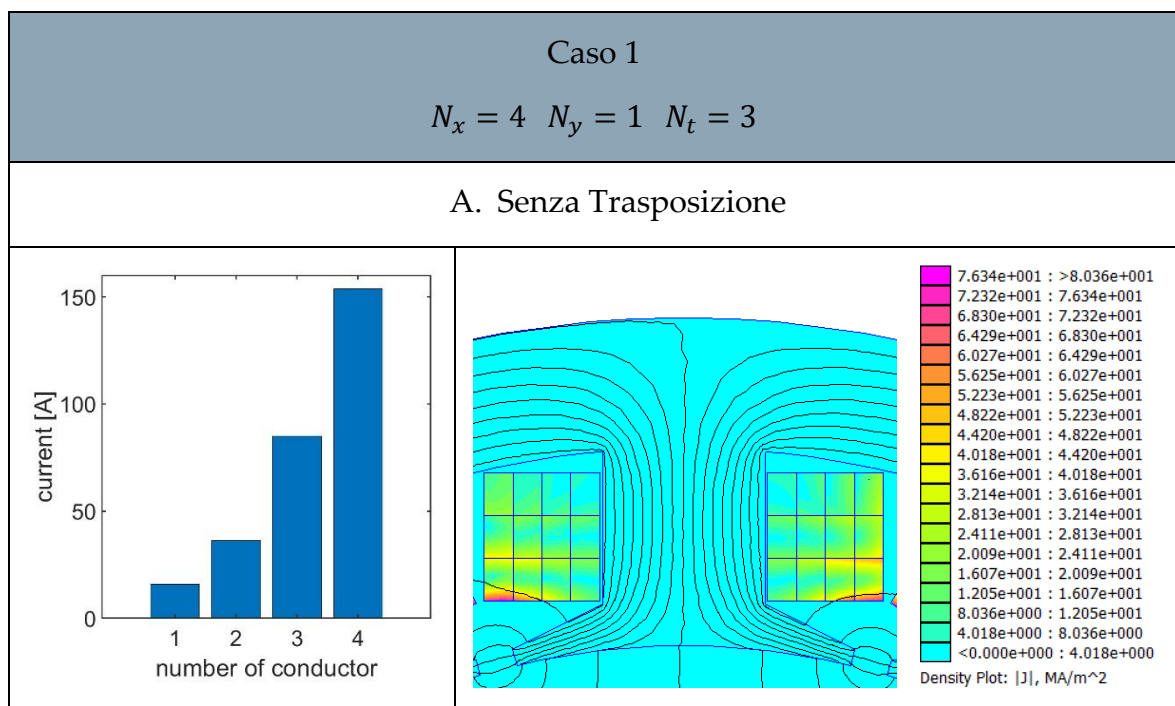 Caso 1
N_x = 4 N_y = 1 N_t = 3
A. Senza Trasposizione
150
100
50
0
current [A]
1 2 3 4
number of conductor
7.634e+001 : >8.036e+001
7.232e+001 : 7.634e+001
6.830e+001 : 7.232e+001
6.429e+001 : 6.830e+001
6.027e+001 : 6.429e+001
5.625e+001 : 6.027e+001
5.223e+001 : 5.625e+001
4.822e+001 : 5.223e+001
4.420e+001 : 4.822e+001
4.018e+001 : 4.420e+001
3.616e+001 : 4.018e+001
3.214e+001 : 3.616e+001
2.813e+001 : 3.214e+001
2.411e+001 : 2.813e+001
2.009e+001 : 2.411e+001
1.607e+001 : 2.009e+001
1.205e+001 : 1.607e+001
8.036e+000 : 1.205e+001
4.018e+000 : 8.036e+000
<0.000e+000 : 4.018e+000
Density Plot: |J|, MA/m^2